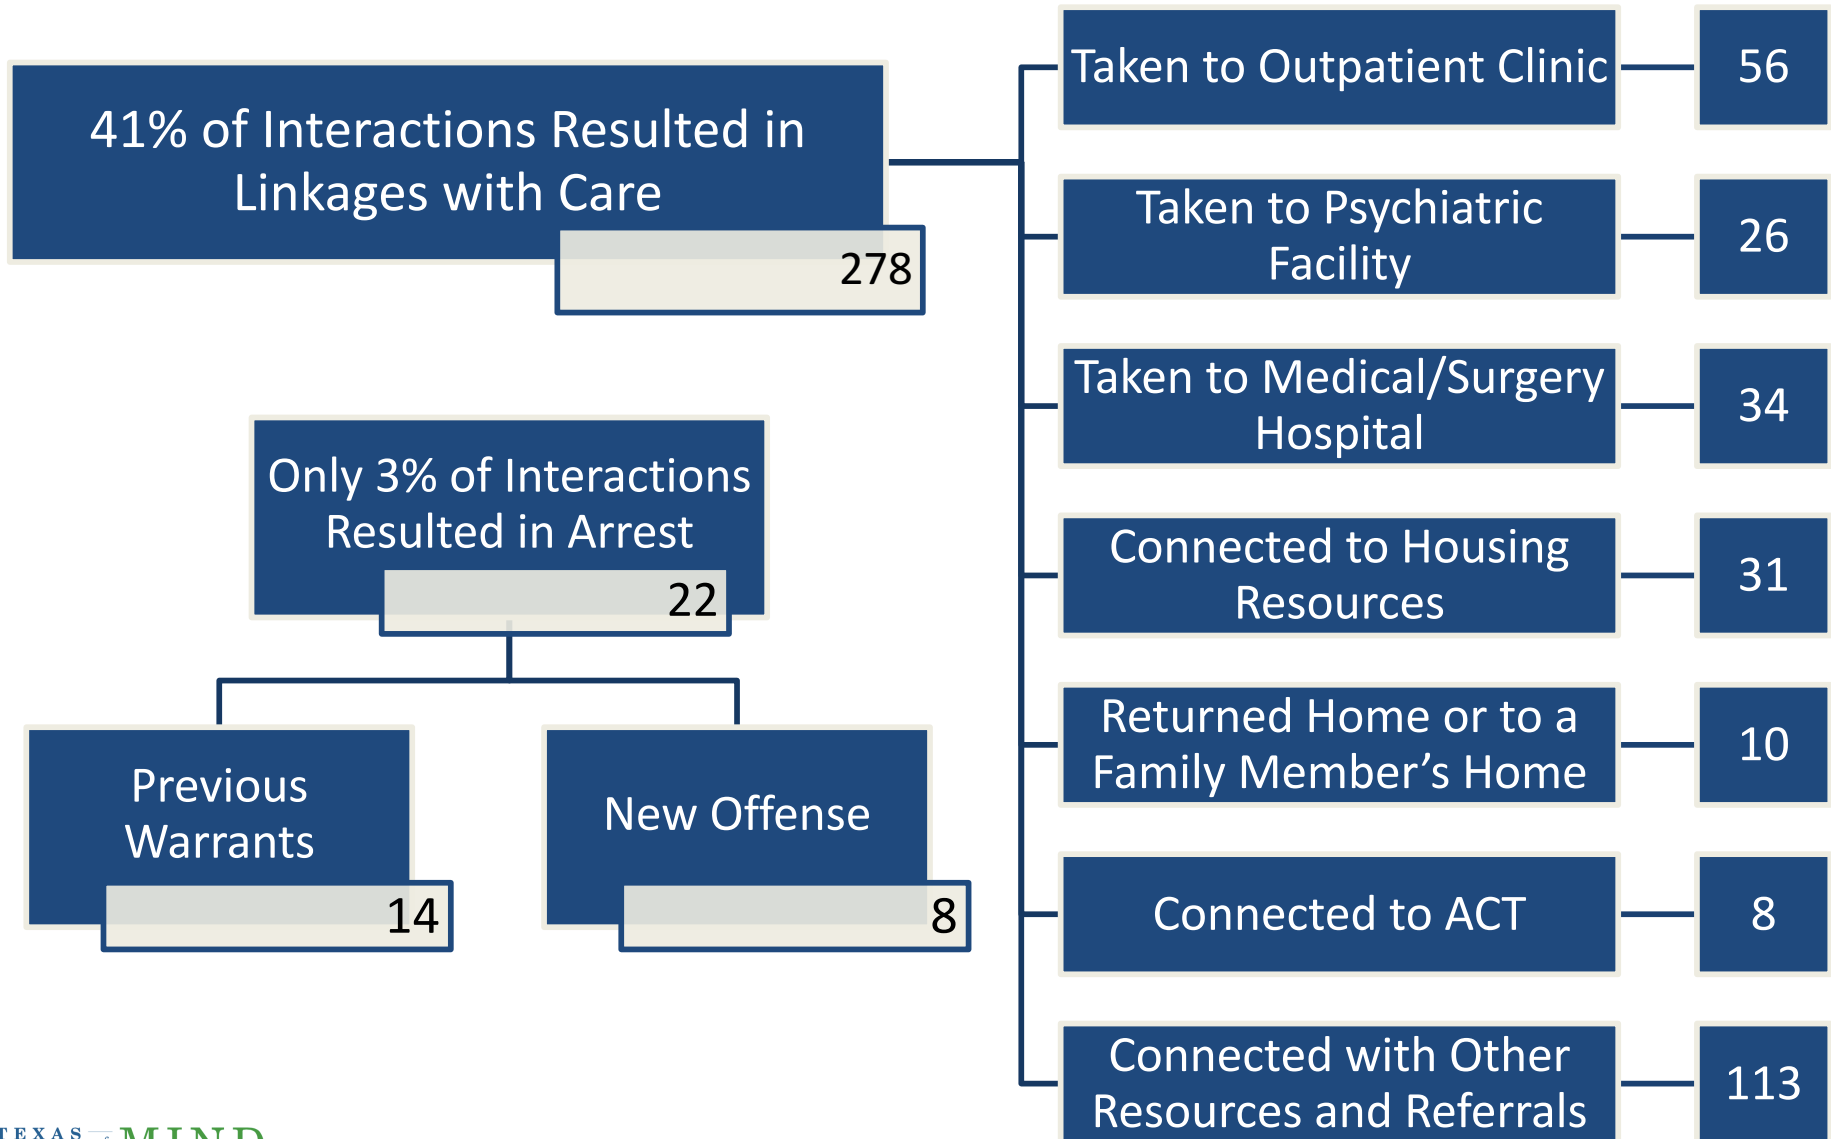 41% of Interactions Resulted in
Linkages with Care
278
Only 3% of Interactions
Resulted in Arrest
22
Previous
Warrants
14
New Offense
8
Taken to Outpatient Clinic
56
Taken to Psychiatric
Facility
26
Taken to Medical/Surgery
Hospital
34
Connected to Housing
Resources
31
Returned Home or to a
Family Member’s Home
10
Connected to ACT
8
Connected with Other
Resources and Referrals
113
TEXAS
MIND